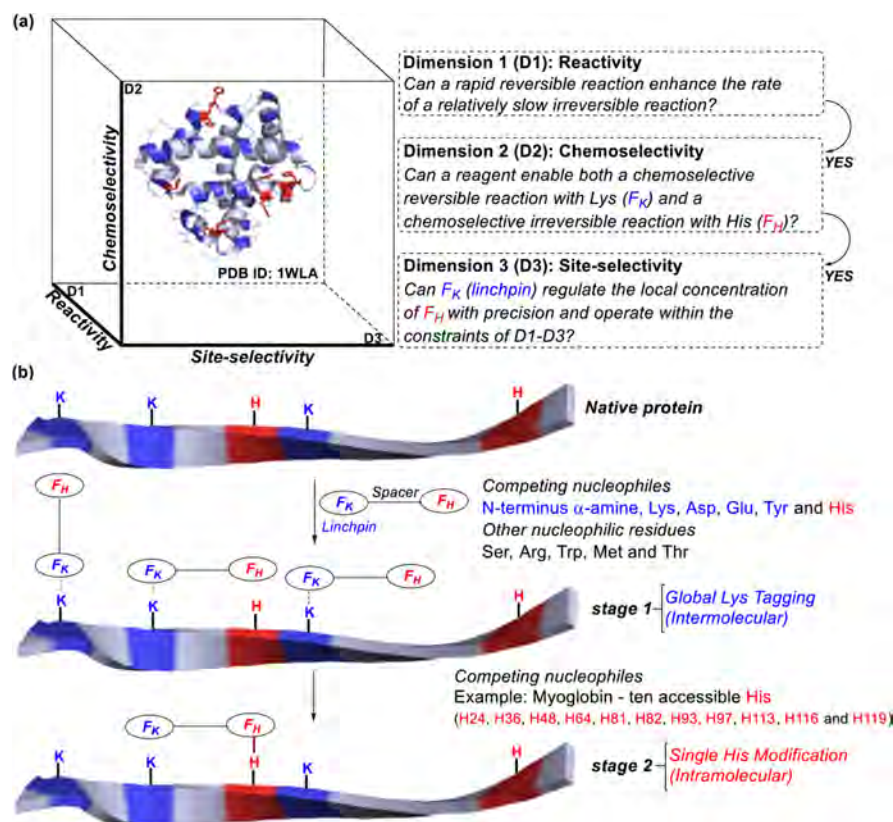 (a)
D2
Chemoselectivity
PDB ID: 1WLA
D1
Reactivity
D3
Site-selectivity
Dimension 1 (D1): Reactivity
Can a rapid reversible reaction enhance the rate
of a relatively slow irreversible reaction?
YES
Dimension 2 (D2): Chemoselectivity
Can a reagent enable both a chemoselective
reversible reaction with Lys (FK) and a
chemoselective irreversible reaction with His (FH)?
YES
Dimension 3 (D3): Site-selectivity
Can FK (linchpin) regulate the local concentration
of FH with precision and operate within the
constraints of D1-D3?
(b)
K K H K H
Native protein
FK Spacer FH
Linchpin
Competing nucleophiles
N-terminus α-amine, Lys, Asp, Glu, Tyr and His
Other nucleophilic residues
Ser, Arg, Trp, Met and Thr
FH
FK FK FH FK FH
K K H K H
stage 1
Global Lys Tagging
(Intermolecular)
Competing nucleophiles
Example: Myoglobin - ten accessible His
(H24, H36, H48, H64, H81, H82, H93, H97, H113, H116 and H119)
FK FH
K K H K H
stage 2
Single His Modification
(Intramolecular)